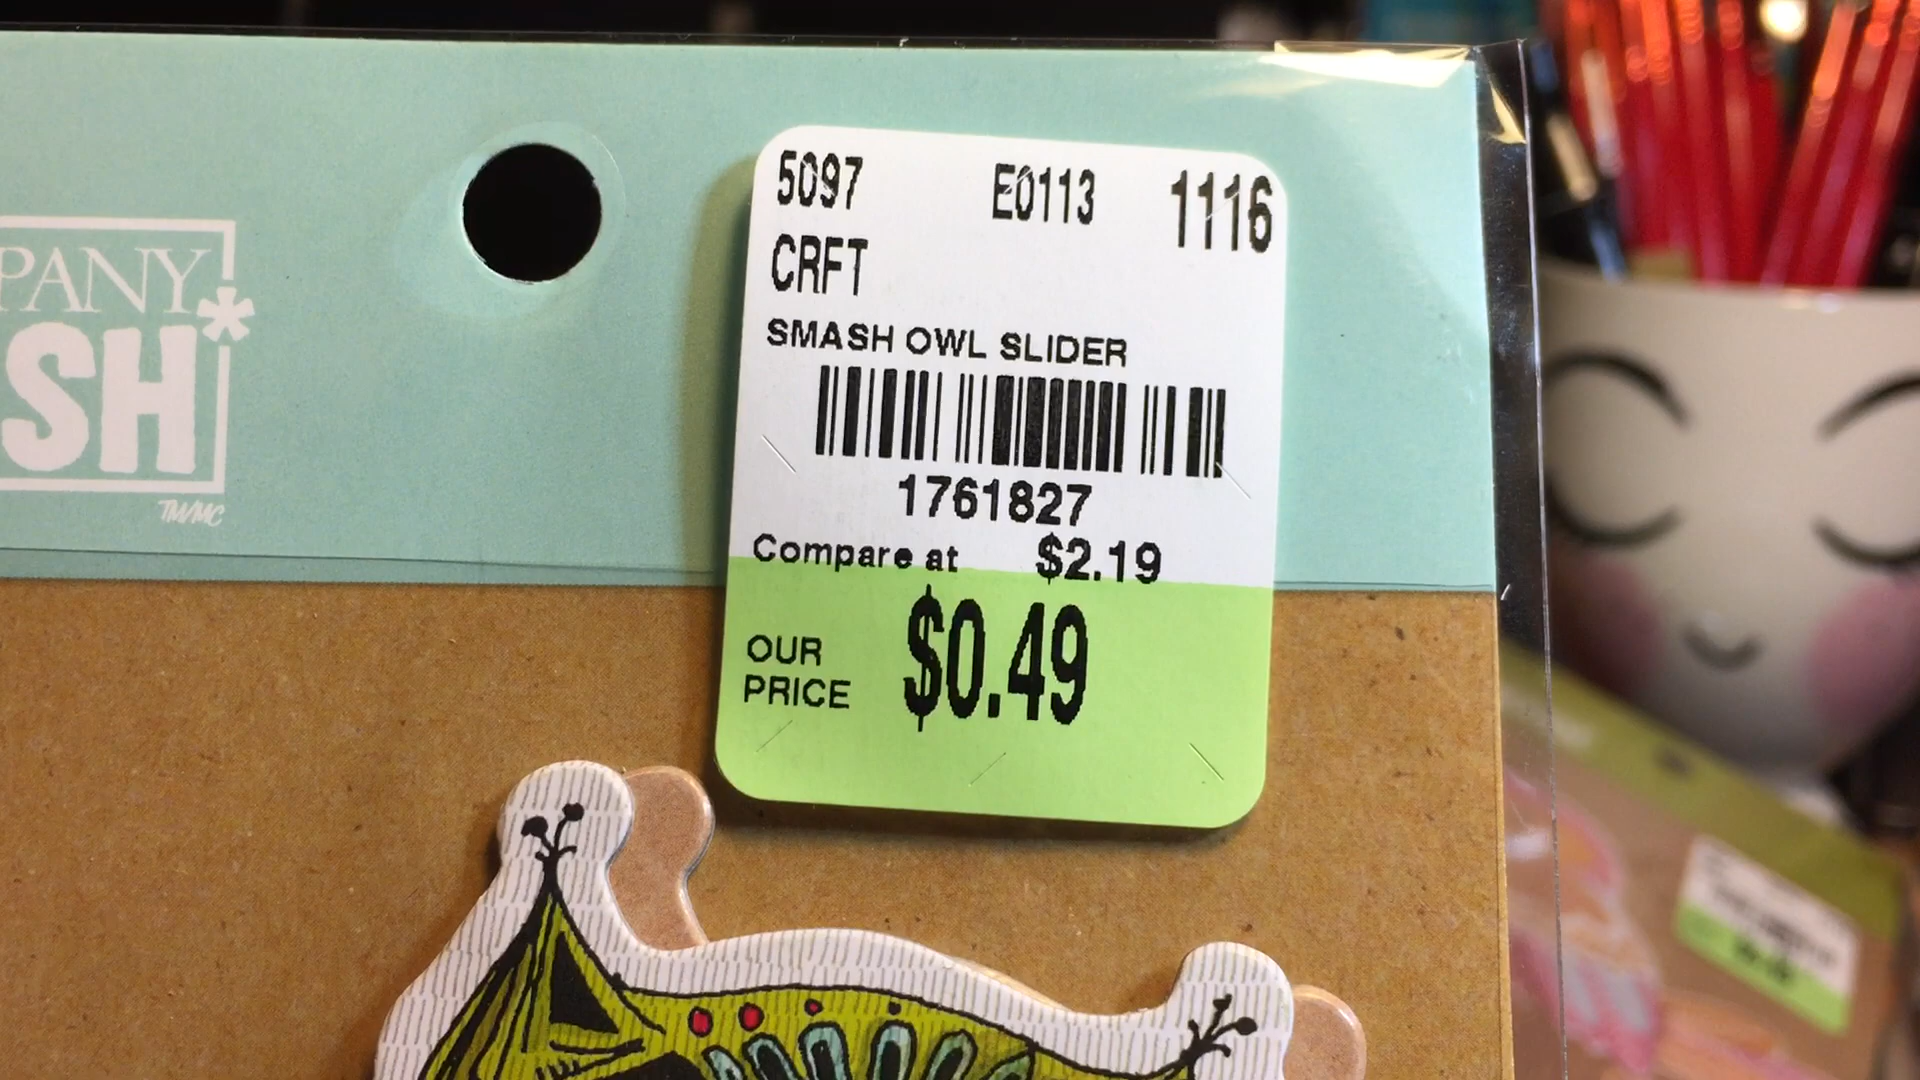 PANY
SH*
TM/MC
5097 E0113 1116
CRFT
SMASH OWL SLIDER
1761827
Compare at $2.19
OUR PRICE $0.49